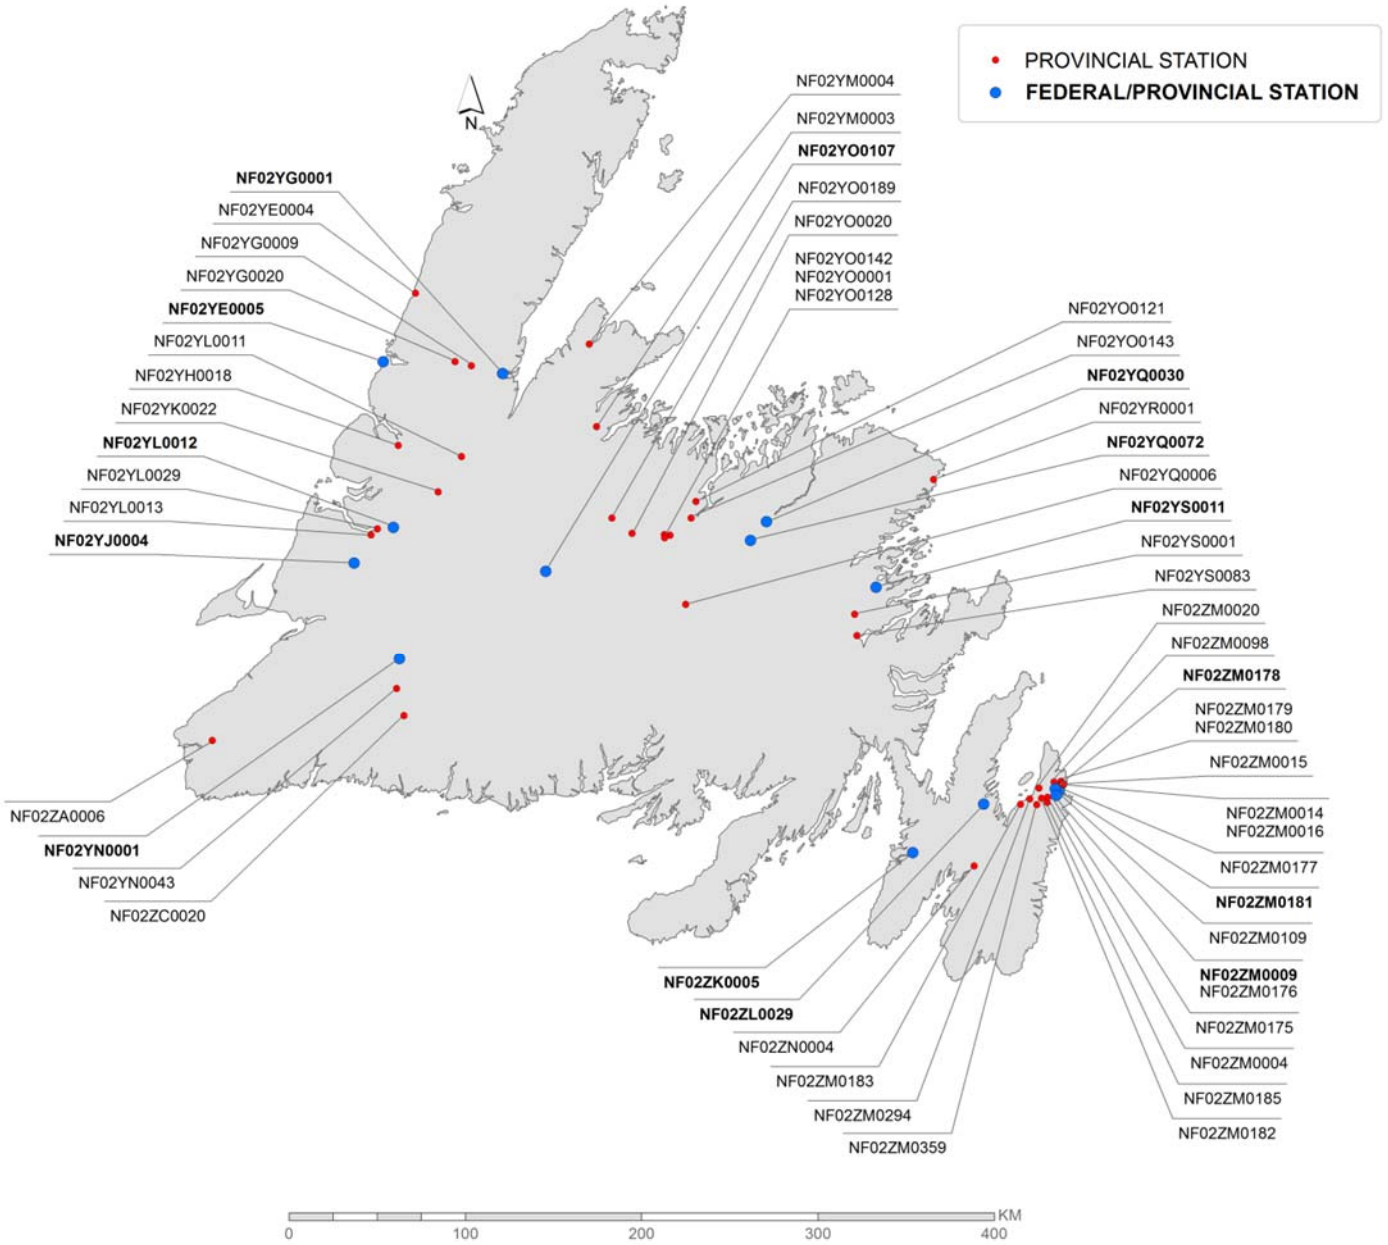 PROVINCIAL STATION
FEDERAL/PROVINCIAL STATION
N
NF02YM0004
NF02YM0003
NF02YO0107
NF02YO0189
NF02YO0020
NF02YO0142
NF02YO0001
NF02YO0128
NF02YG0001
NF02YE0004
NF02YG0009
NF02YG0020
NF02YE0005
NF02YL0011
NF02YH0018
NF02YK0022
NF02YL0012
NF02YL0029
NF02YL0013
NF02YJ0004
NF02YO0121
NF02YO0143
NF02YQ0030
NF02YR0001
NF02YQ0072
NF02YQ0006
NF02YS0011
NF02YS0001
NF02YS0083
NF02ZM0020
NF02ZM0098
NF02ZM0178
NF02ZM0179
NF02ZM0180
NF02ZM0015
NF02ZM0014
NF02ZM0016
NF02ZM0177
NF02ZM0181
NF02ZM0109
NF02ZM0009
NF02ZM0176
NF02ZM0175
NF02ZM0004
NF02ZM0185
NF02ZM0182
NF02ZA0006
NF02YN0001
NF02YN0043
NF02ZC0020
NF02ZK0005
NF02ZL0029
NF02ZN0004
NF02ZM0183
NF02ZM0294
NF02ZM0359
KM
0 100 200 300 400